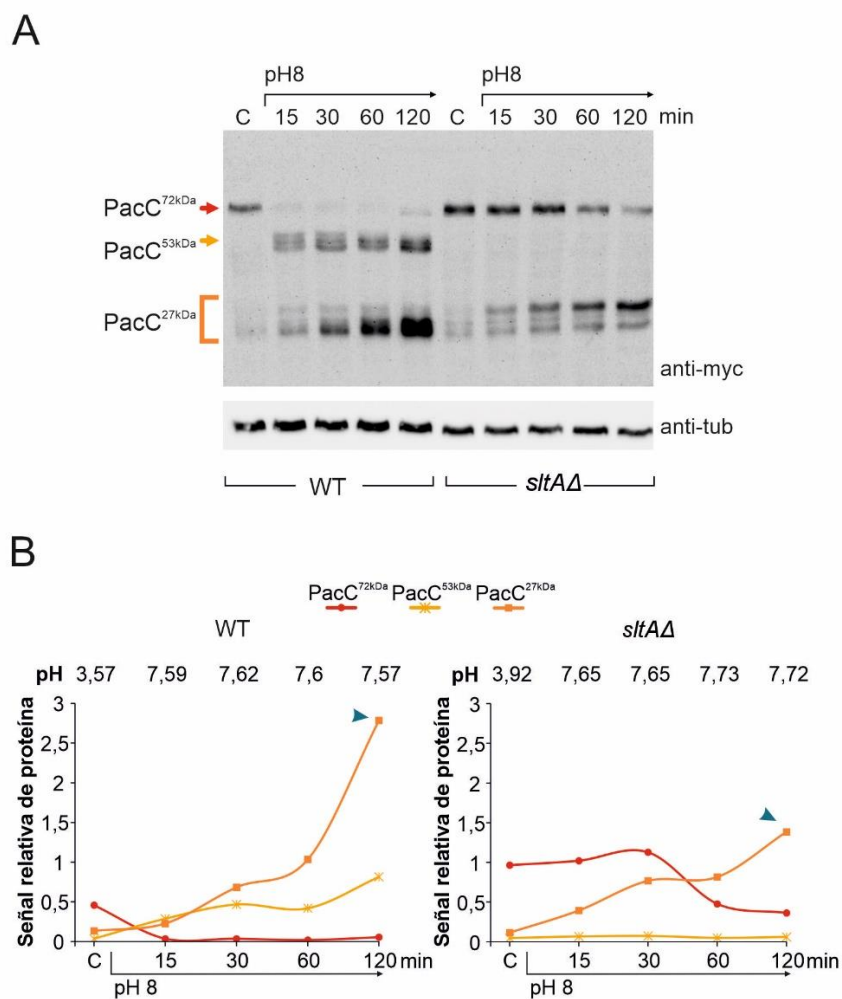 A
pH8 pH8
C 15 30 60 120 C 15 30 60 120 min
PacC72kDa
PacC53kDa
PacC27kDa
anti-myc
anti-tub
WT sltAΔ
B
PacC72kDa PacC53kDa PacC27kDa
WT sltAΔ
pH 3,57 7,59 7,62 7,6 7,57 3,92 7,65 7,65 7,73 7,72
Señal relativa de proteína
3
2,5
2
1,5
1
0,5
0
C 15 30 60 120 min
pH 8
Señal relativa de proteína
3
2,5
2
1,5
1
0,5
0
C 15 30 60 120 min
pH 8